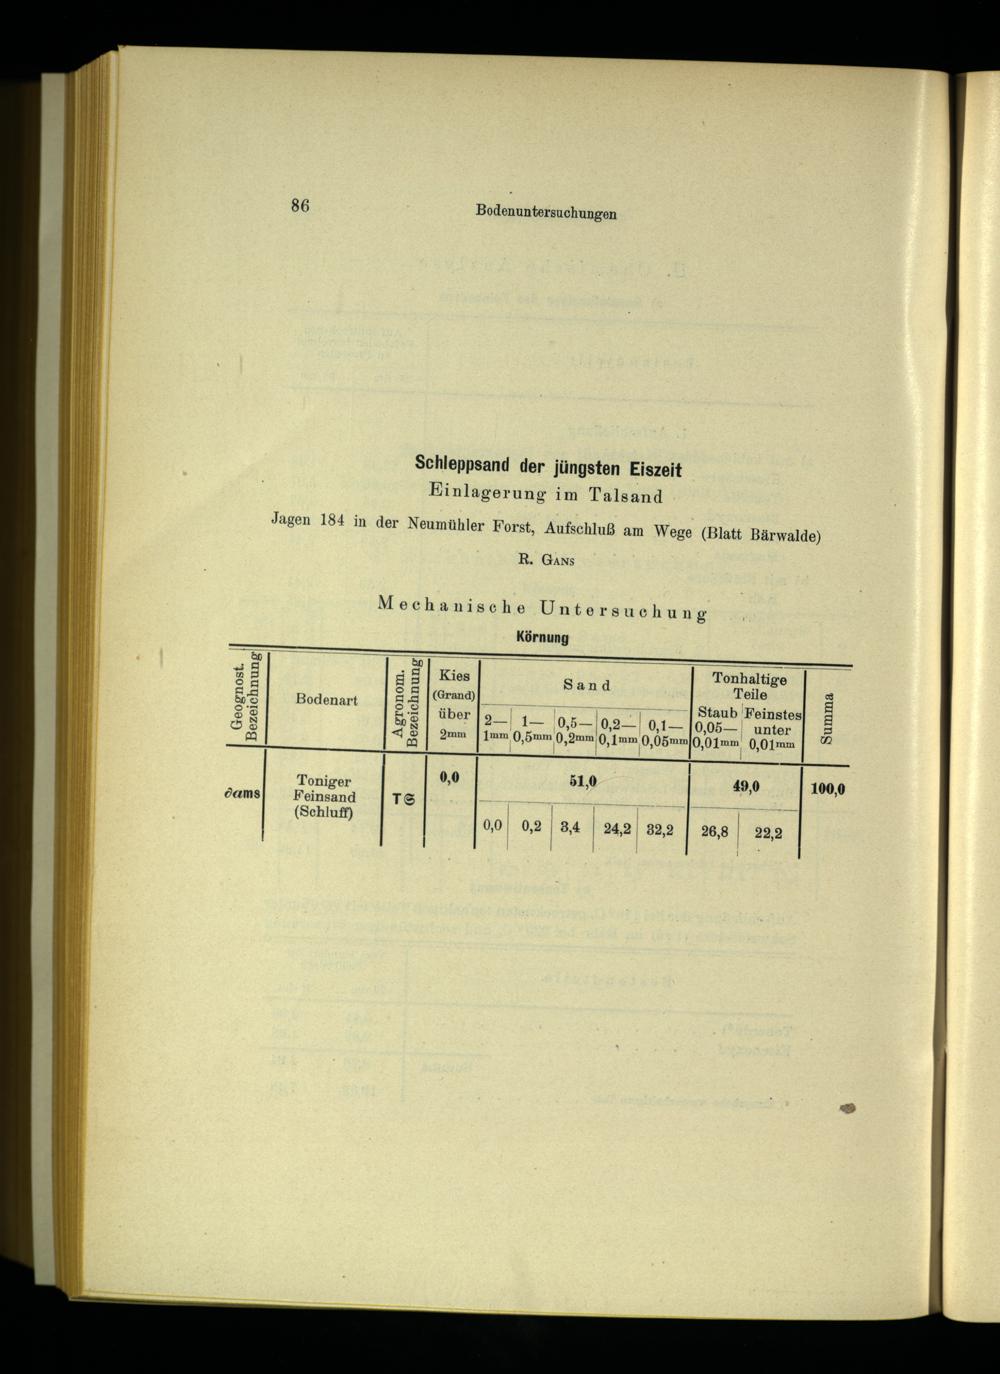 86
Bodenuntersuchungen
Schleppsand der jüngsten Eiszeit
Einlagerung im Talsand
Jagen 184 in der Neumühler Forst, Aufschluß am Wege (Blatt Bärwalde)
R. GANS
Mechanische Untersuchung
Körnung
Geognost. Bezeichnung
Bodenart
Agronom. Bezeichnung
Kies
(Grand)
über
2mm
Sand
2— 1— 0,5— 0,2— 0,1—
1mm 0,5mm 0,2mm 0,1mm 0,05mm
Tonhaltige
Teile
Staub Feinstes
0,05— unter
0,01mm 0,01mm
Summa
∂ams
Toniger
Feinsand
(Schluff)
TS
0,0 51,0 49,0 100,0
0,0 0,2 3,4 24,2 32,2 26,8 22,2